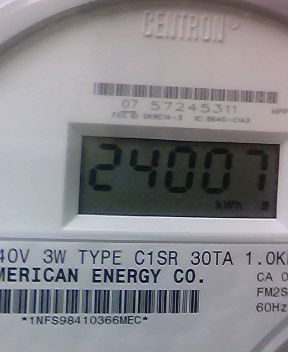 CENTRON®
07 57245311
24007
kWh
40V 3W TYPE C1SR 30TA 1.0K
MERICAN ENERGY CO.
CA 0
FM2S
60Hz
*1NFS98410366MEC*